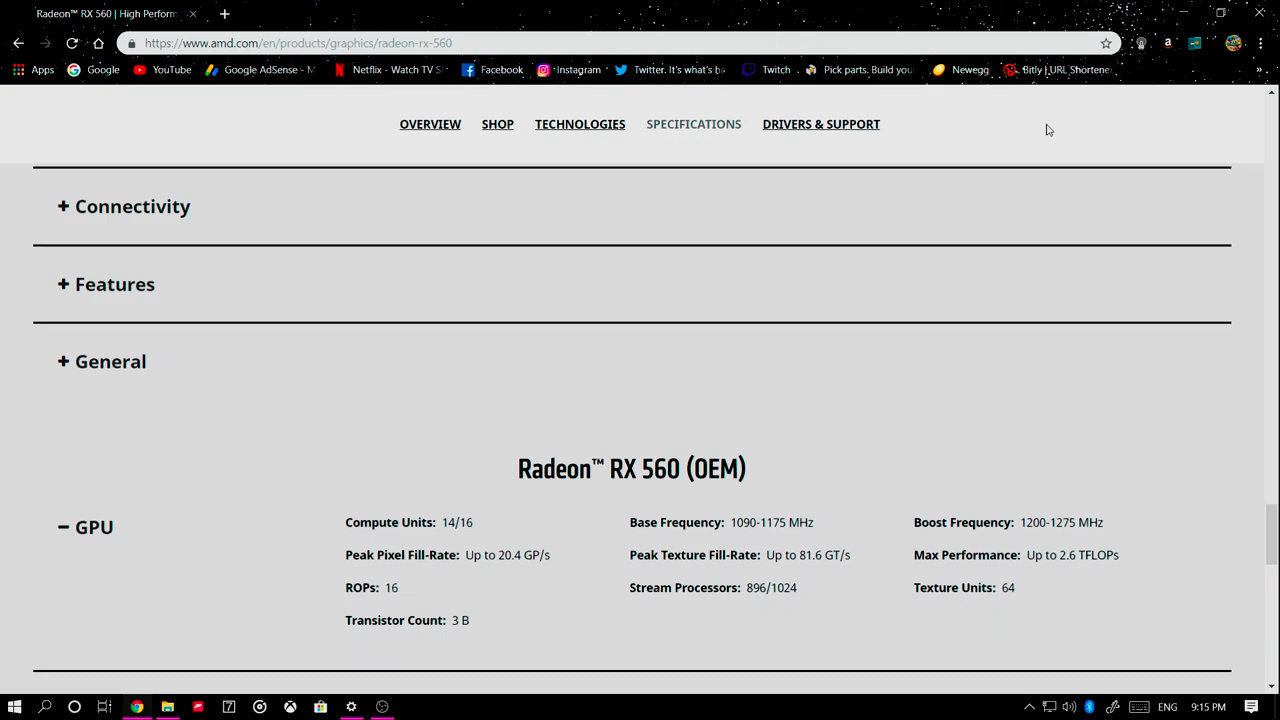 Radeon™ RX 560 | High Perform
https://www.amd.com/en/products/graphics/radeon-rx-560
Apps Google YouTube Google AdSense - M Netflix - Watch TV S Facebook Instagram Twitter. It's what's ha Twitch Pick parts. Build you Newegg Bitly | URL Shortener
OVERVIEW SHOP TECHNOLOGIES SPECIFICATIONS DRIVERS & SUPPORT
+ Connectivity
+ Features
+ General
Radeon™ RX 560 (OEM)
− GPU
Compute Units: 14/16 Base Frequency: 1090-1175 MHz Boost Frequency: 1200-1275 MHz
Peak Pixel Fill-Rate: Up to 20.4 GP/s Peak Texture Fill-Rate: Up to 81.6 GT/s Max Performance: Up to 2.6 TFLOPs
ROPs: 16 Stream Processors: 896/1024 Texture Units: 64
Transistor Count: 3 B
ENG 9:15 PM